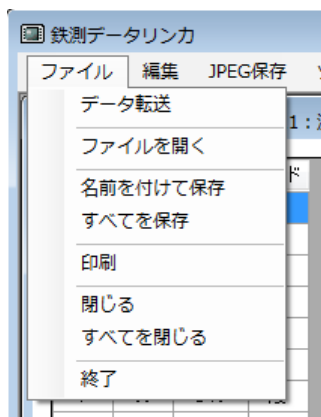 鉄測データリンカ
ファイル 編集 JPEG保存
データ転送
1:
ファイルを開く
ド
名前を付けて保存
すべてを保存
印刷
閉じる
すべてを閉じる
終了